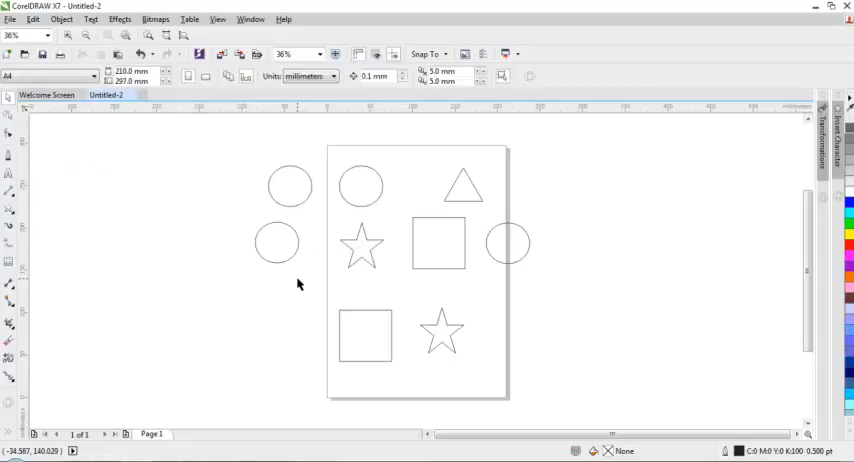 CorelDRAW X7 - Untitled-2
File Edit Object Text Effects Bitmaps Table View Window Help
36%
36% Snap To
A4 210.0 mm 297.0 mm Units: millimeters 0.1 mm 5.0 mm 5.0 mm
Welcome Screen Untitled-2
millimeters
Transformations
Insert Character
1 of 1 Page 1
( -34.587, 140.029 ) None C:0 M:0 Y:0 K:100 0.500 pt